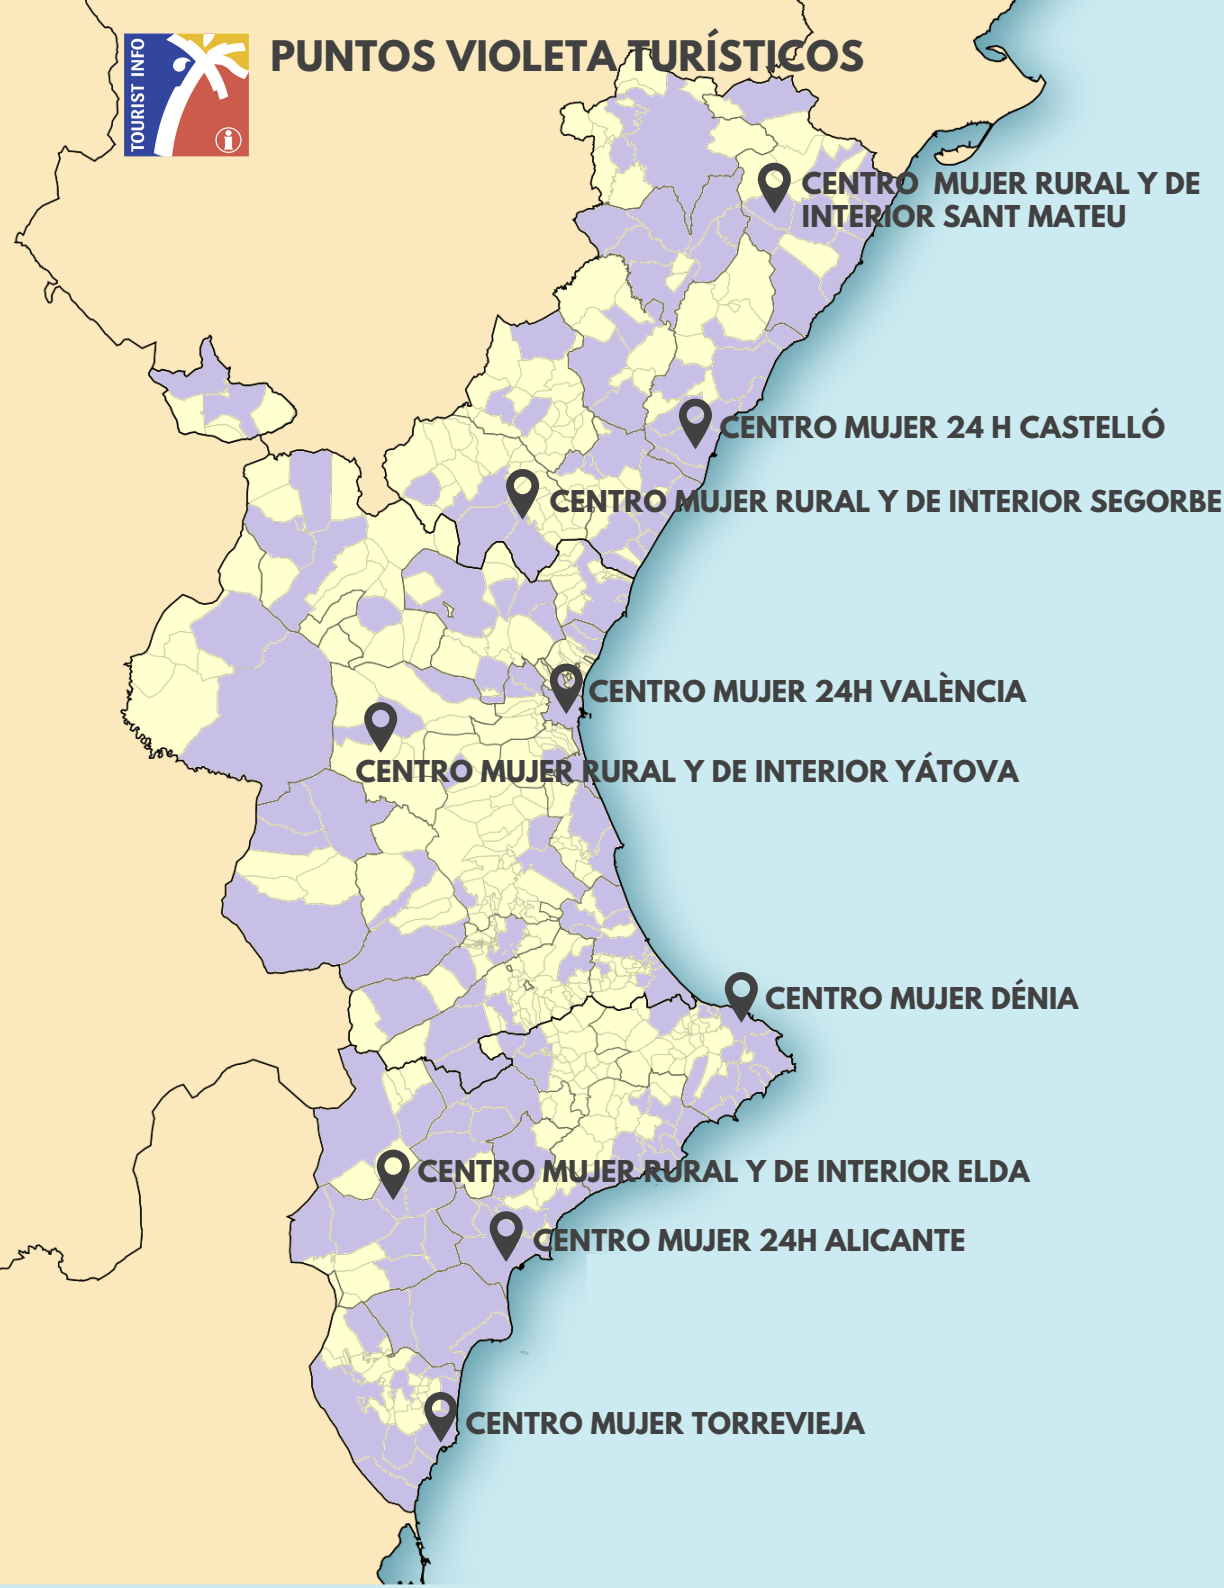 TOURIST INFO
i
PUNTOS VIOLETA TURÍSTICOS
CENTRO MUJER RURAL Y DE
INTERIOR SANT MATEU
CENTRO MUJER 24 H CASTELLÓ
CENTRO MUJER RURAL Y DE INTERIOR SEGORBE
CENTRO MUJER 24H VALÈNCIA
CENTRO MUJER RURAL Y DE INTERIOR YÁTOVA
CENTRO MUJER DÉNIA
CENTRO MUJER RURAL Y DE INTERIOR ELDA
CENTRO MUJER 24H ALICANTE
CENTRO MUJER TORREVIEJA